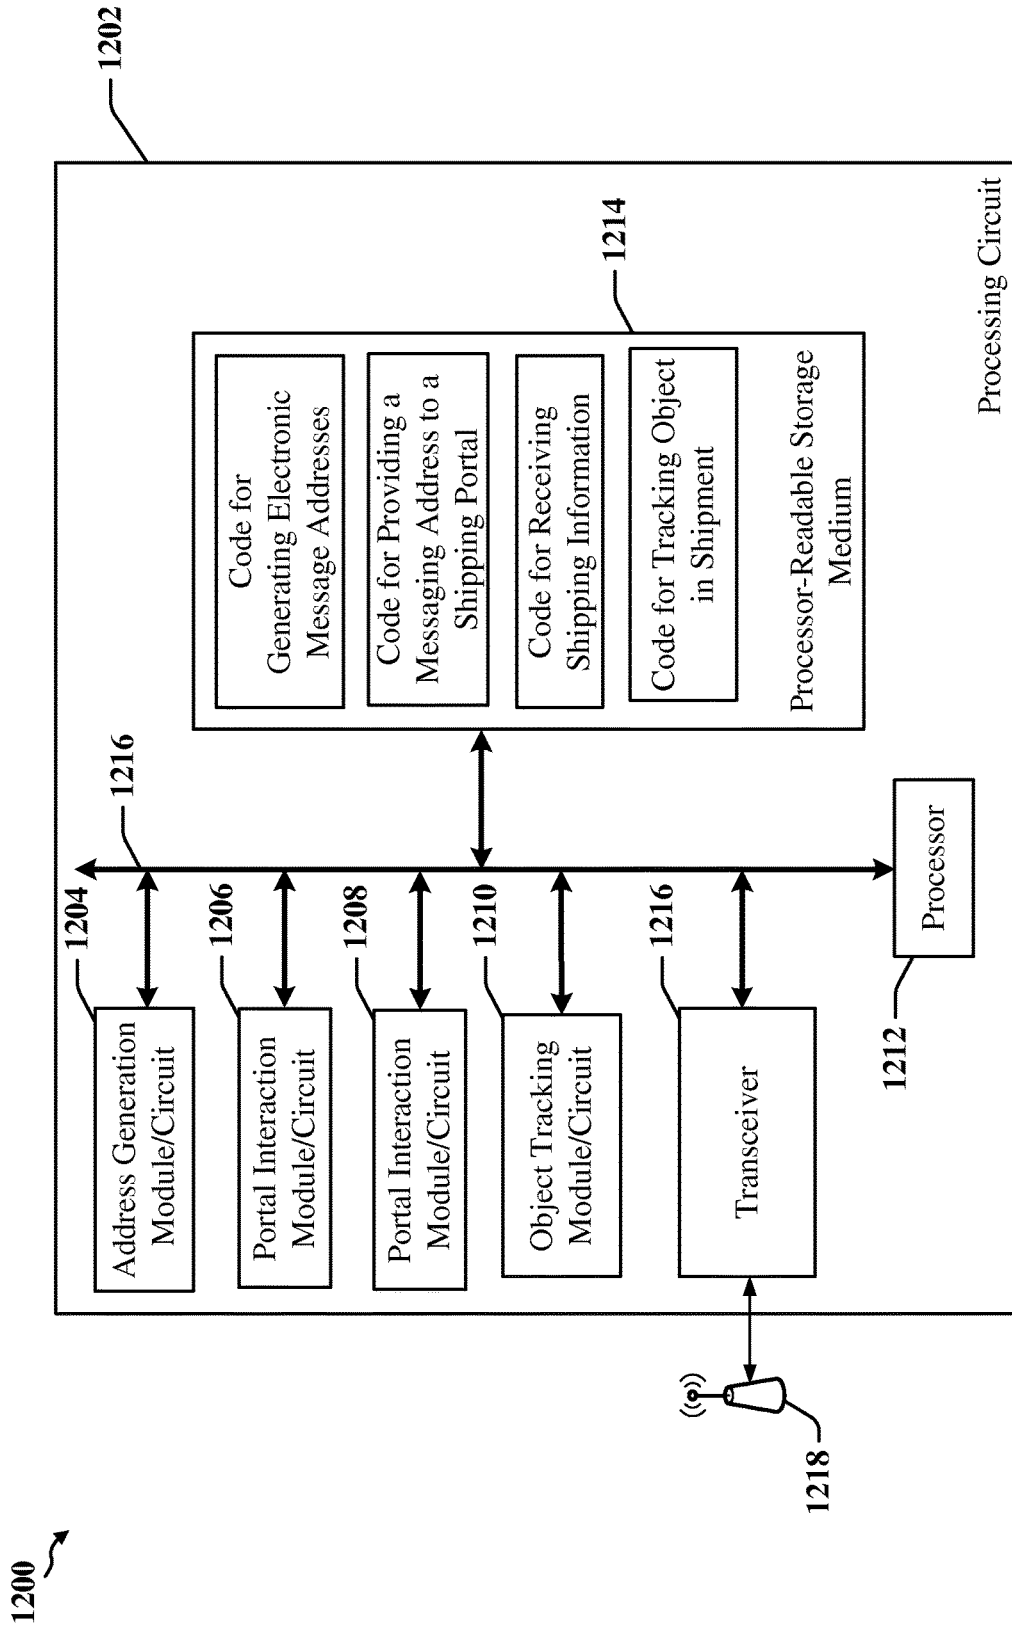 1200
1202
1204
Address Generation
Module/Circuit
1206
Portal Interaction
Module/Circuit
1208
Portal Interaction
Module/Circuit
1210
Object Tracking
Module/Circuit
1216
Transceiver
1218
1216
1212
Processor
1214
Code for
Generating Electronic
Message Addresses
Code for Providing a
Messaging Address to a
Shipping Portal
Code for Receiving
Shipping Information
Code for Tracking Object
in Shipment
Processor-Readable Storage
Medium
Processing Circuit